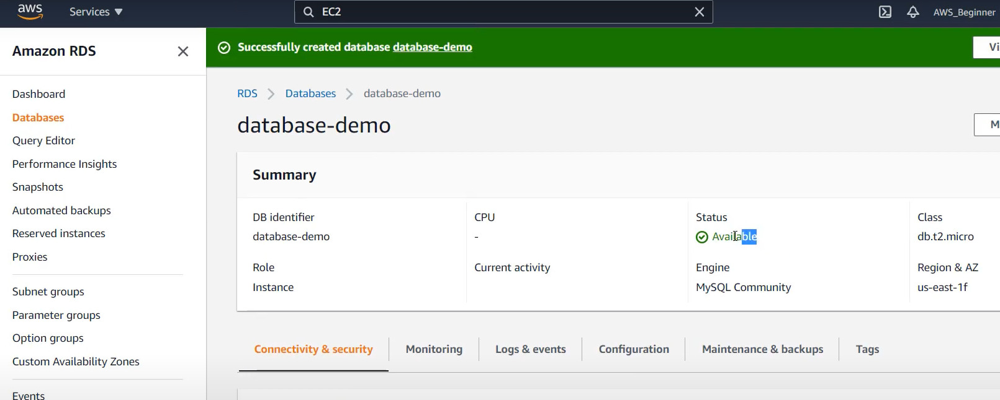 aws Services ▼ EC2 AWS_Beginner
Amazon RDS
Dashboard
Databases
Query Editor
Performance Insights
Snapshots
Automated backups
Reserved instances
Proxies
Subnet groups
Parameter groups
Option groups
Custom Availability Zones
Events
Successfully created database database-demo
Vi
RDS > Databases > database-demo
database-demo
M
Summary
DB identifier
database-demo
CPU
-
Status
Available
Class
db.t2.micro
Role
Instance
Current activity
Engine
MySQL Community
Region & AZ
us-east-1f
Connectivity & security Monitoring Logs & events Configuration Maintenance & backups Tags